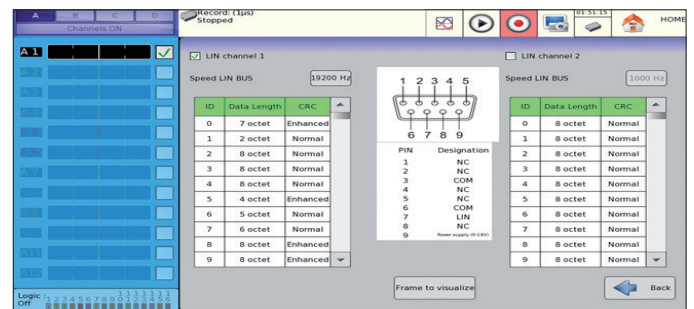 A B C D
Channels ON
Record: (1µs)
Stopped
01:51:15
HOME
A1
A2
A3
A7
A11
A12
Logic :
Off
LIN channel 1
Speed LIN BUS 19200 Hz
ID Data Length CRC
0 7 octet Enhanced
1 2 octet Normal
2 8 octet Normal
3 8 octet Normal
4 8 octet Normal
5 4 octet Enhanced
6 5 octet Normal
7 6 octet Normal
8 8 octet Enhanced
9 8 octet Enhanced
1 2 3 4 5
6 7 8 9
PIN Designation
1 NC
2 NC
3 COM
4 NC
5 NC
6 COM
7 LIN
8 NC
9 Power supply (8-18V)
Frame to visualize
LIN channel 2
Speed LIN BUS 1000 Hz
ID Data Length CRC
0 8 octet Normal
1 8 octet Normal
2 8 octet Normal
3 8 octet Normal
4 8 octet Normal
5 8 octet Normal
6 8 octet Normal
7 8 octet Normal
8 8 octet Normal
9 8 octet Normal
Back